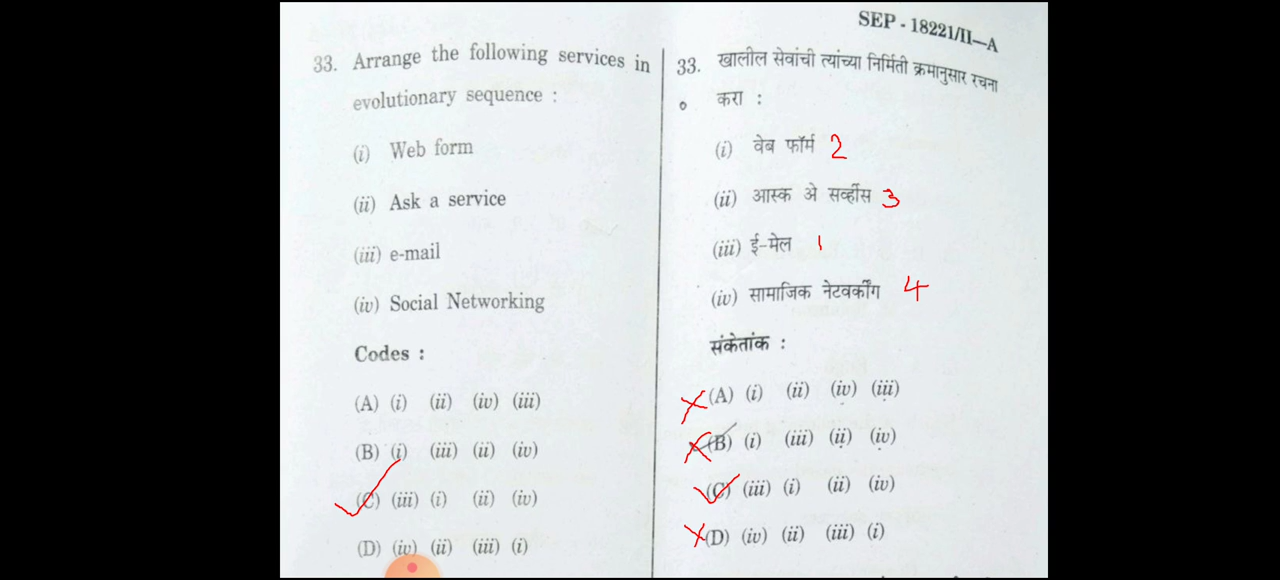 SEP - 18221/II—A
33. Arrange the following services in
evolutionary sequence :
(i) Web form
(ii) Ask a service
(iii) e-mail
(iv) Social Networking
Codes :
(A) (i) (ii) (iv) (iii)
(B) (i) (iii) (ii) (iv)
(C) (iii) (i) (ii) (iv)
(D) (iv) (ii) (iii) (i)
33. खालील सेवांची त्यांच्या निर्मिती क्रमानुसार रचना
करा :
(i) वेब फॉर्म 2
(ii) आस्क अे सर्व्हीस 3
(iii) ई-मेल 1
(iv) सामाजिक नेटवर्कींग 4
संकेतांक :
(A) (i) (ii) (iv) (iii)
(B) (i) (iii) (ii) (iv)
(C) (iii) (i) (ii) (iv)
(D) (iv) (ii) (iii) (i)